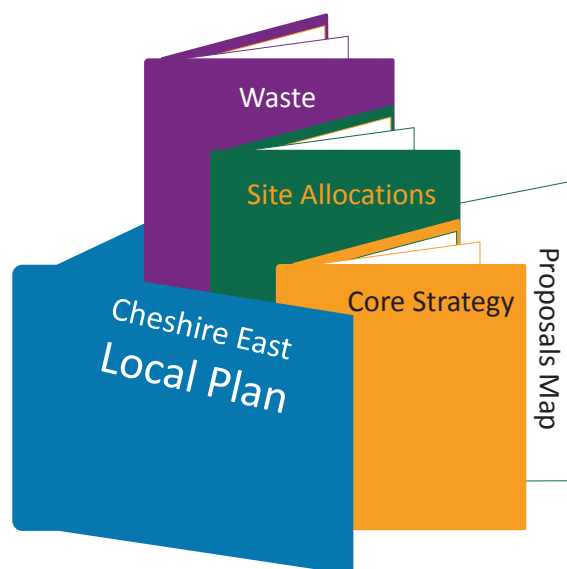 Waste
Site Allocations
Core Strategy
Proposals Map
Cheshire East
Local Plan